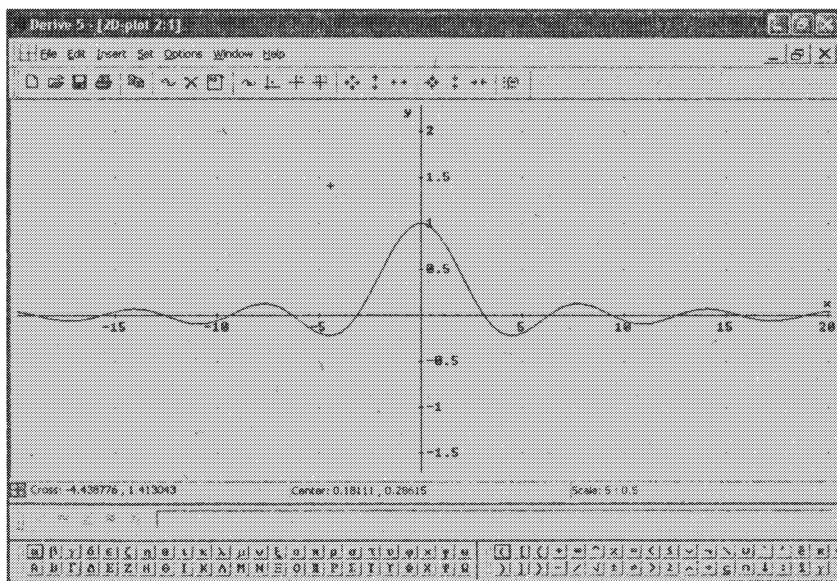 Derive 5 - [2D-plot 2:1]
File Edit Insert Set Options Window Help
y
2
1.5
1
0.5
x
-15 -10 -5 5 10 15 20
-0.5
-1
-1.5
Cross: -4.438776 , 1.413043 Center: 0.18111 , 0.28615 Scale: 5 : 0.5
α β γ δ ε ζ η θ ι κ λ μ ν ξ ο π ρ σ τ υ φ χ ψ ω
Α Β Γ Δ Ε Ζ Η Θ Ι Κ Λ Μ Ν Ξ Ο Π Ρ Σ Τ Υ Φ Χ Ψ Ω